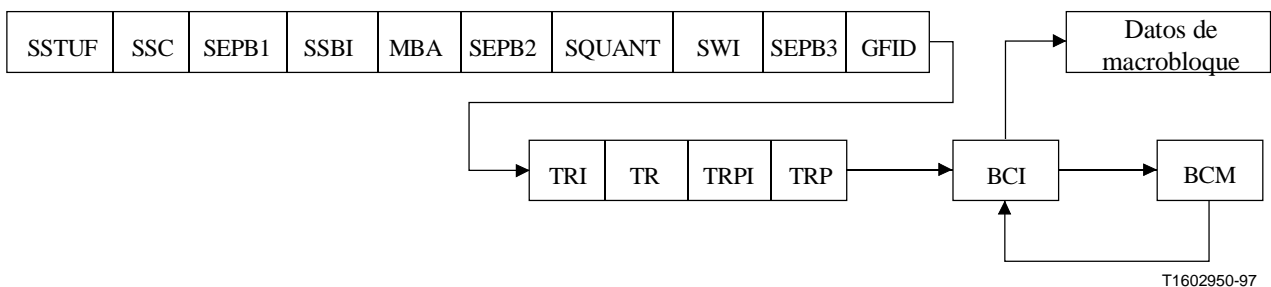 SSTUF SSC SEPB1 SSBI MBA SEPB2 SQUANT SWI SEPB3 GFID
Datos de
macrobloque
TRI TR TRPI TRP BCI BCM
T1602950-97